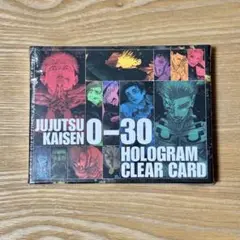 JUJUTSU
KAISEN 0-30
HOLOGRAM
CLEAR CARD